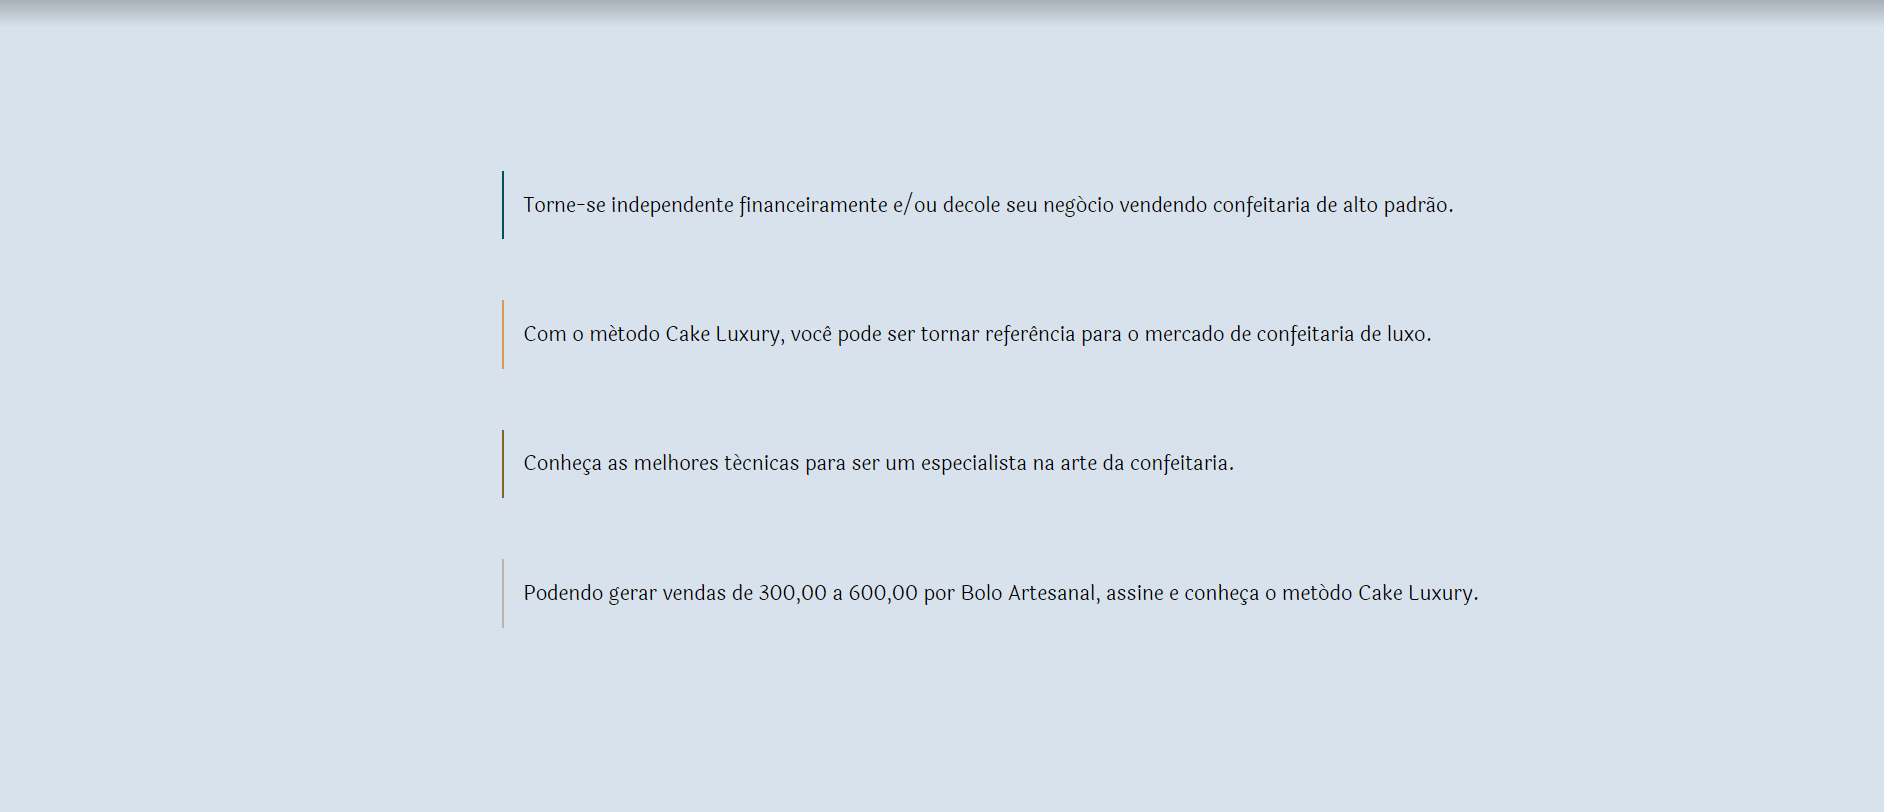 Torne-se independente financeiramente e/ou decole seu negòcio vendendo confeitaria de alto padrão.
Com o mètodo Cake Luxury, você pode ser tornar referência para o mercado de confeitaria de luxo.
Conheça as melhores tècnicas para ser um especialista na arte da confeitaria.
Podendo gerar vendas de 300,00 a 600,00 por Bolo Artesanal, assine e conheça o metòdo Cake Luxury.